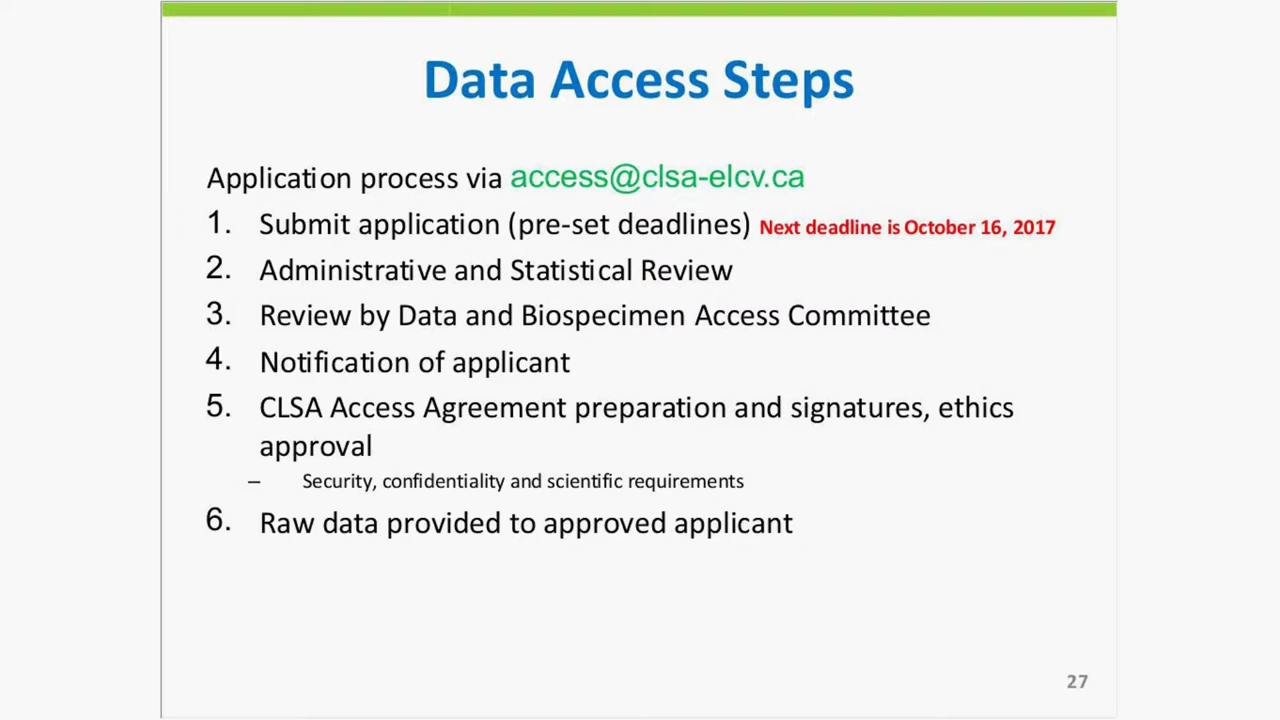 Data Access Steps
Application process via access@clsa-elcv.ca
1. Submit application (pre-set deadlines) Next deadline is October 16, 2017
2. Administrative and Statistical Review
3. Review by Data and Biospecimen Access Committee
4. Notification of applicant
5. CLSA Access Agreement preparation and signatures, ethics
approval
– Security, confidentiality and scientific requirements
6. Raw data provided to approved applicant
27